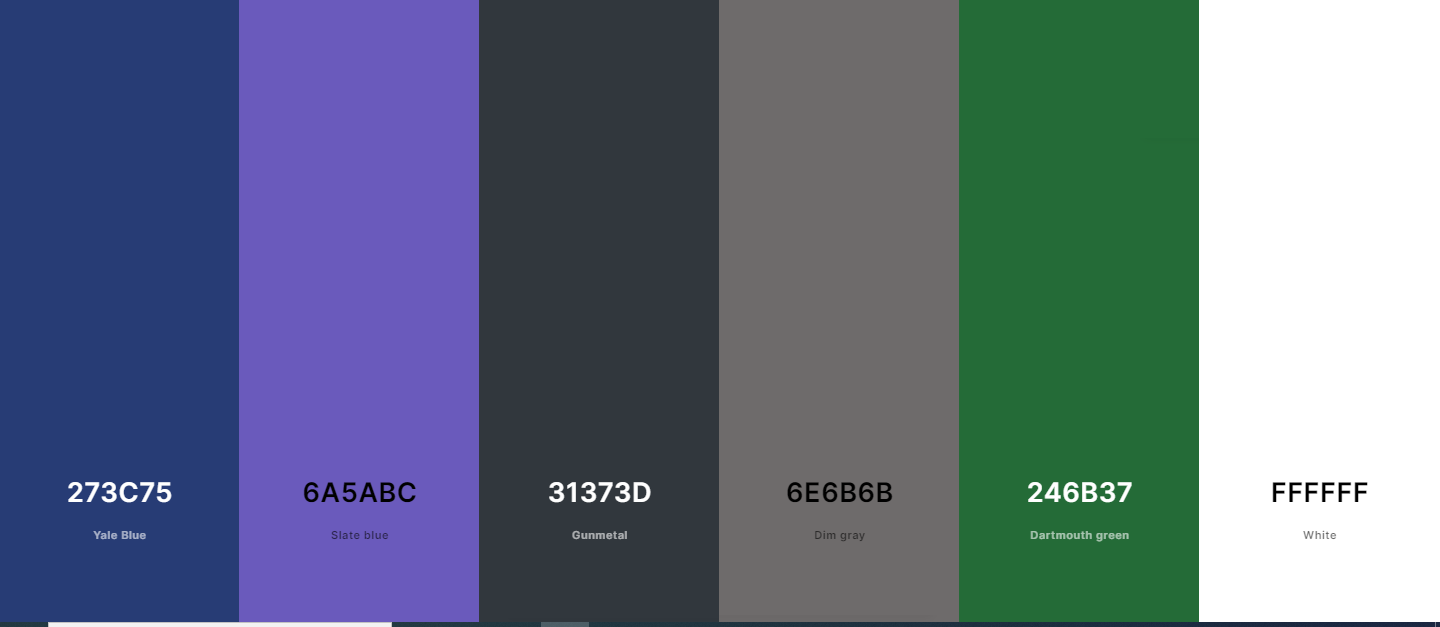 273C75
Yale Blue
6A5ABC
Slate blue
31373D
Gunmetal
6E6B6B
Dim gray
246B37
Dartmouth green
FFFFFF
White